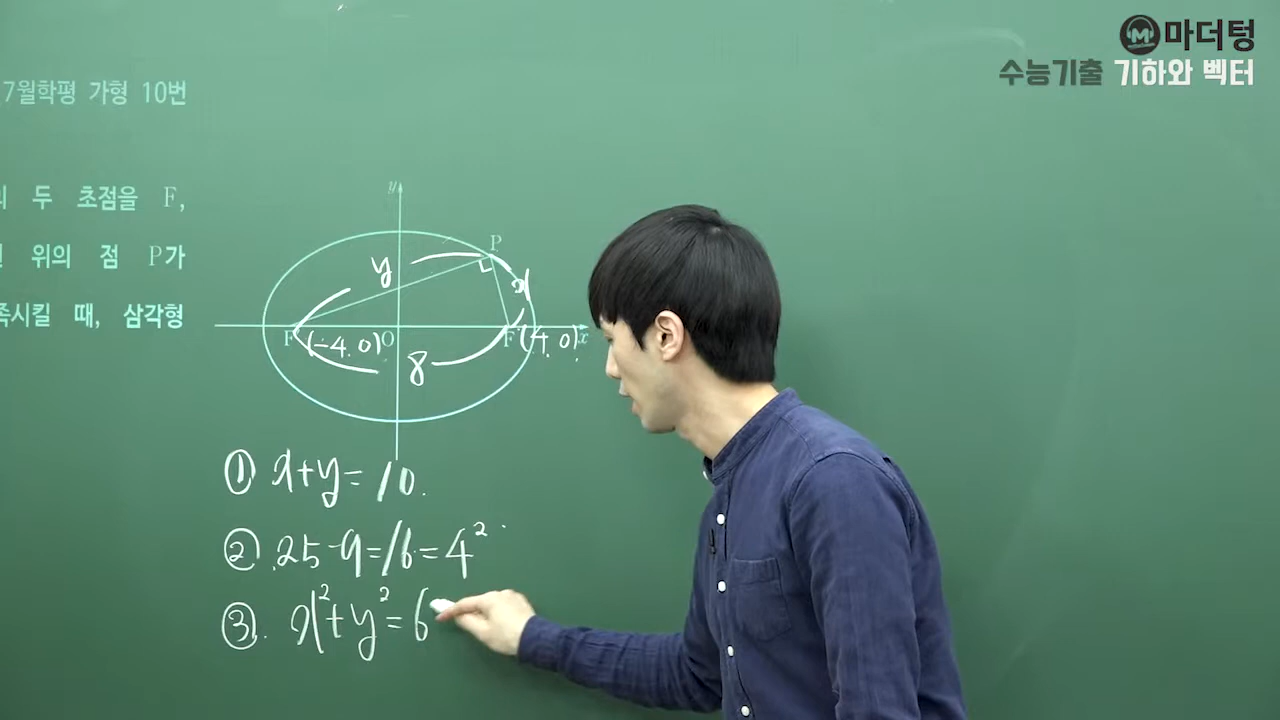 마더텅
수능기출 기하와 벡터
7월학평 가형 10번
두 초점을 F,
위의 점 P가
족시킬 때, 삼각형
y
P
y
x
F
O
F'
x
(-4.0)
(4.0)
8
① x+y=10.
② 25-9=16=4²
③. x²+y²=6